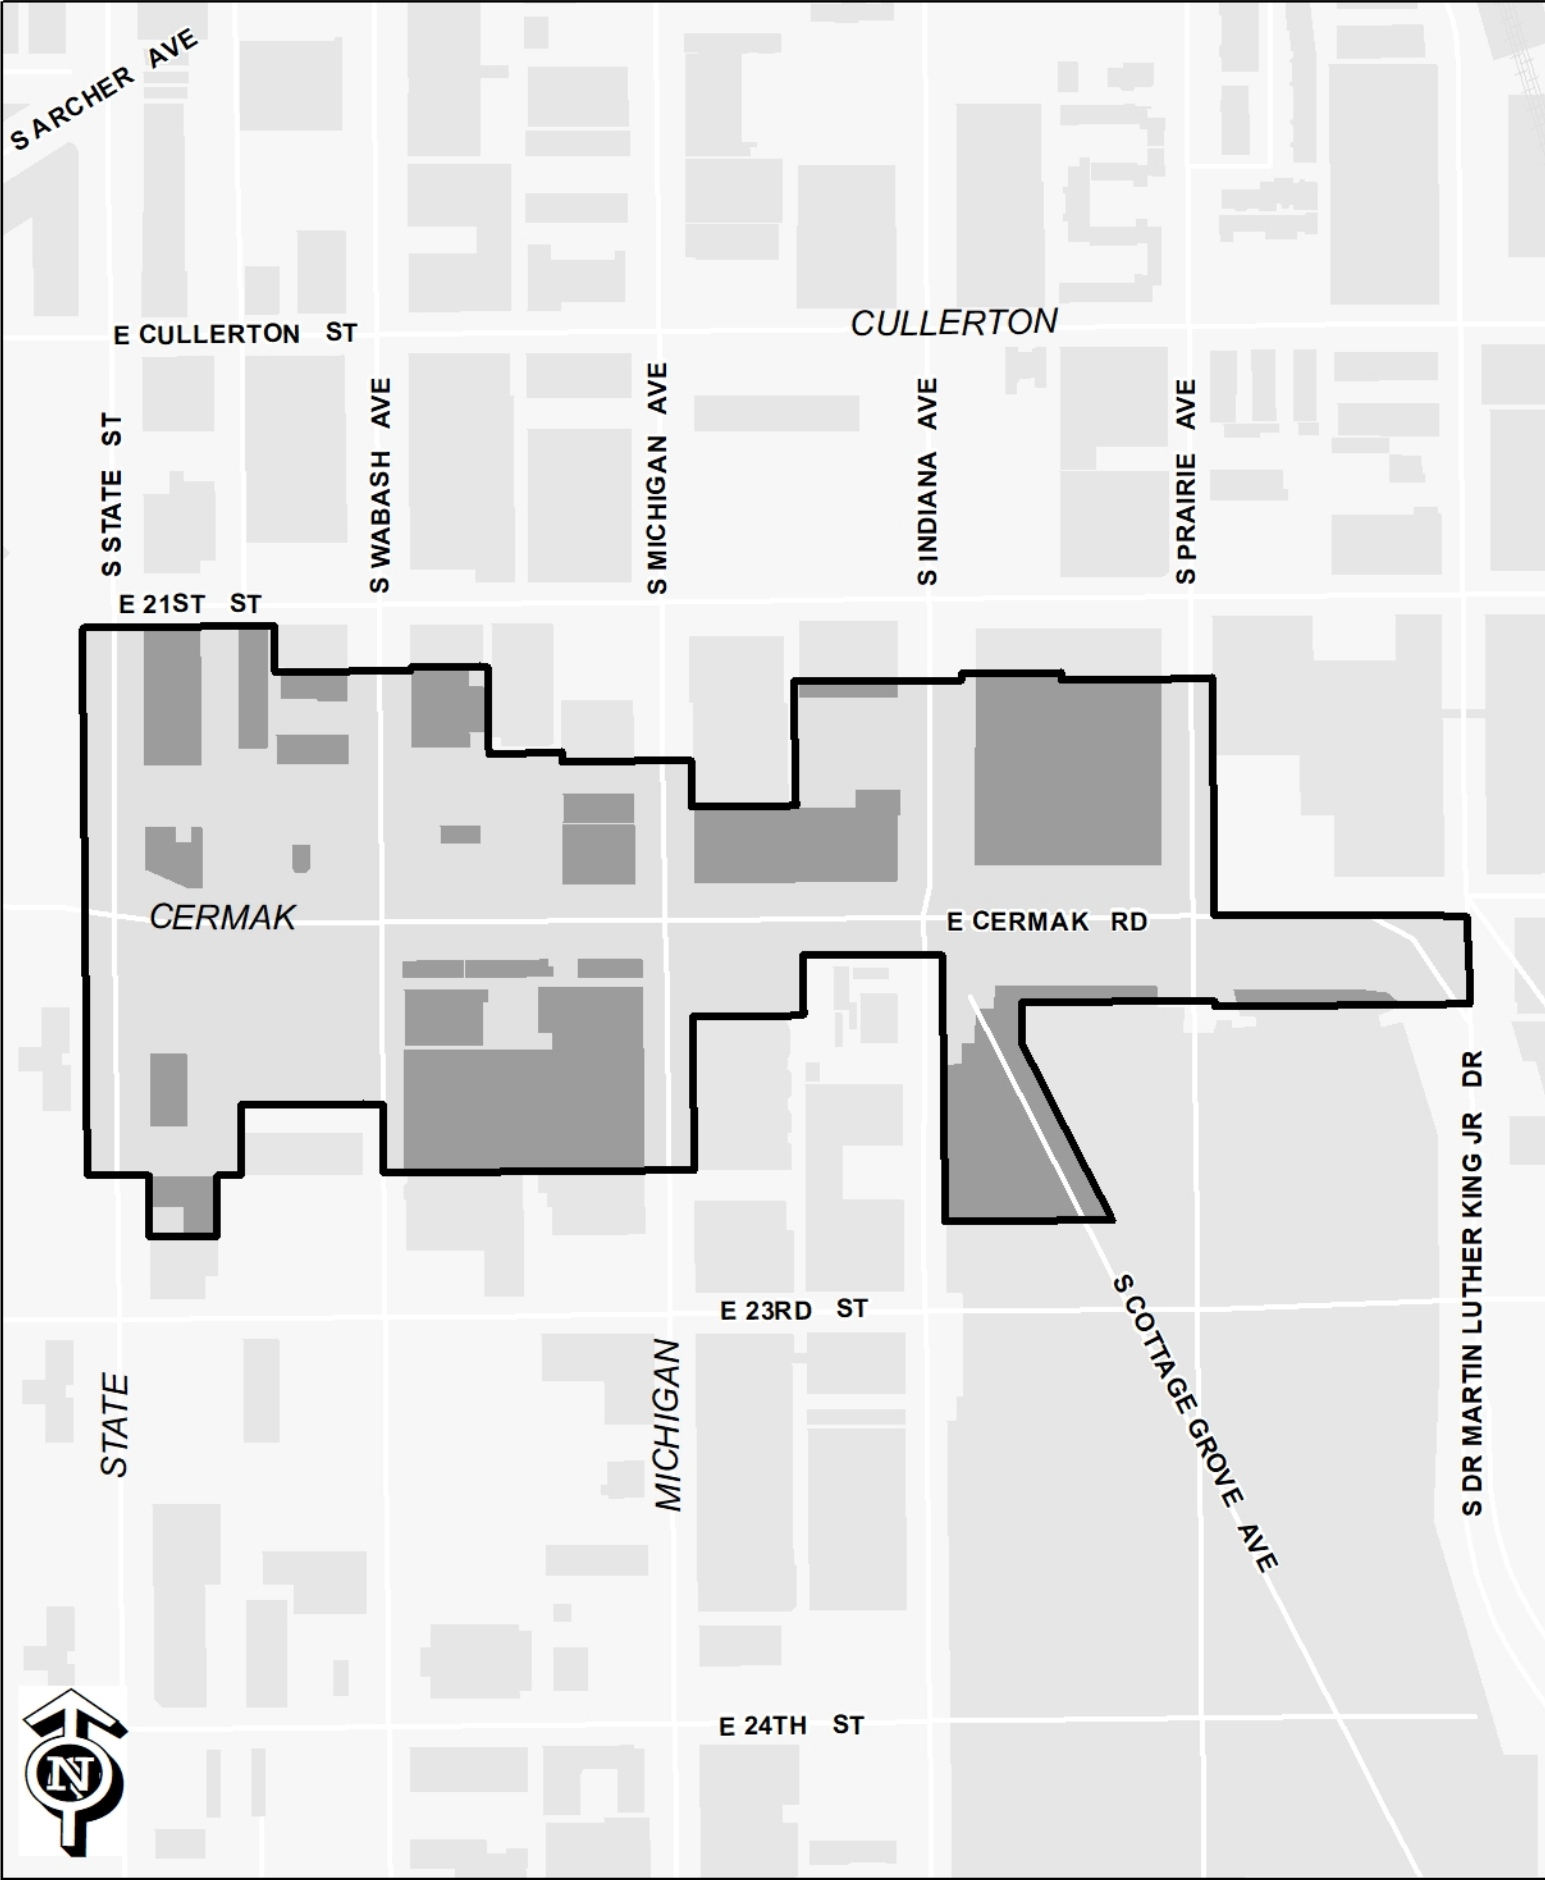 S ARCHER AVE
E CULLERTON ST
CULLERTON
S STATE ST
S WABASH AVE
S MICHIGAN AVE
S INDIANA AVE
S PRAIRIE AVE
E 21ST ST
CERMAK
E CERMAK RD
S DR MARTIN LUTHER KING JR DR
E 23RD ST
S COTTAGE GROVE AVE
STATE
MICHIGAN
E 24TH ST
N